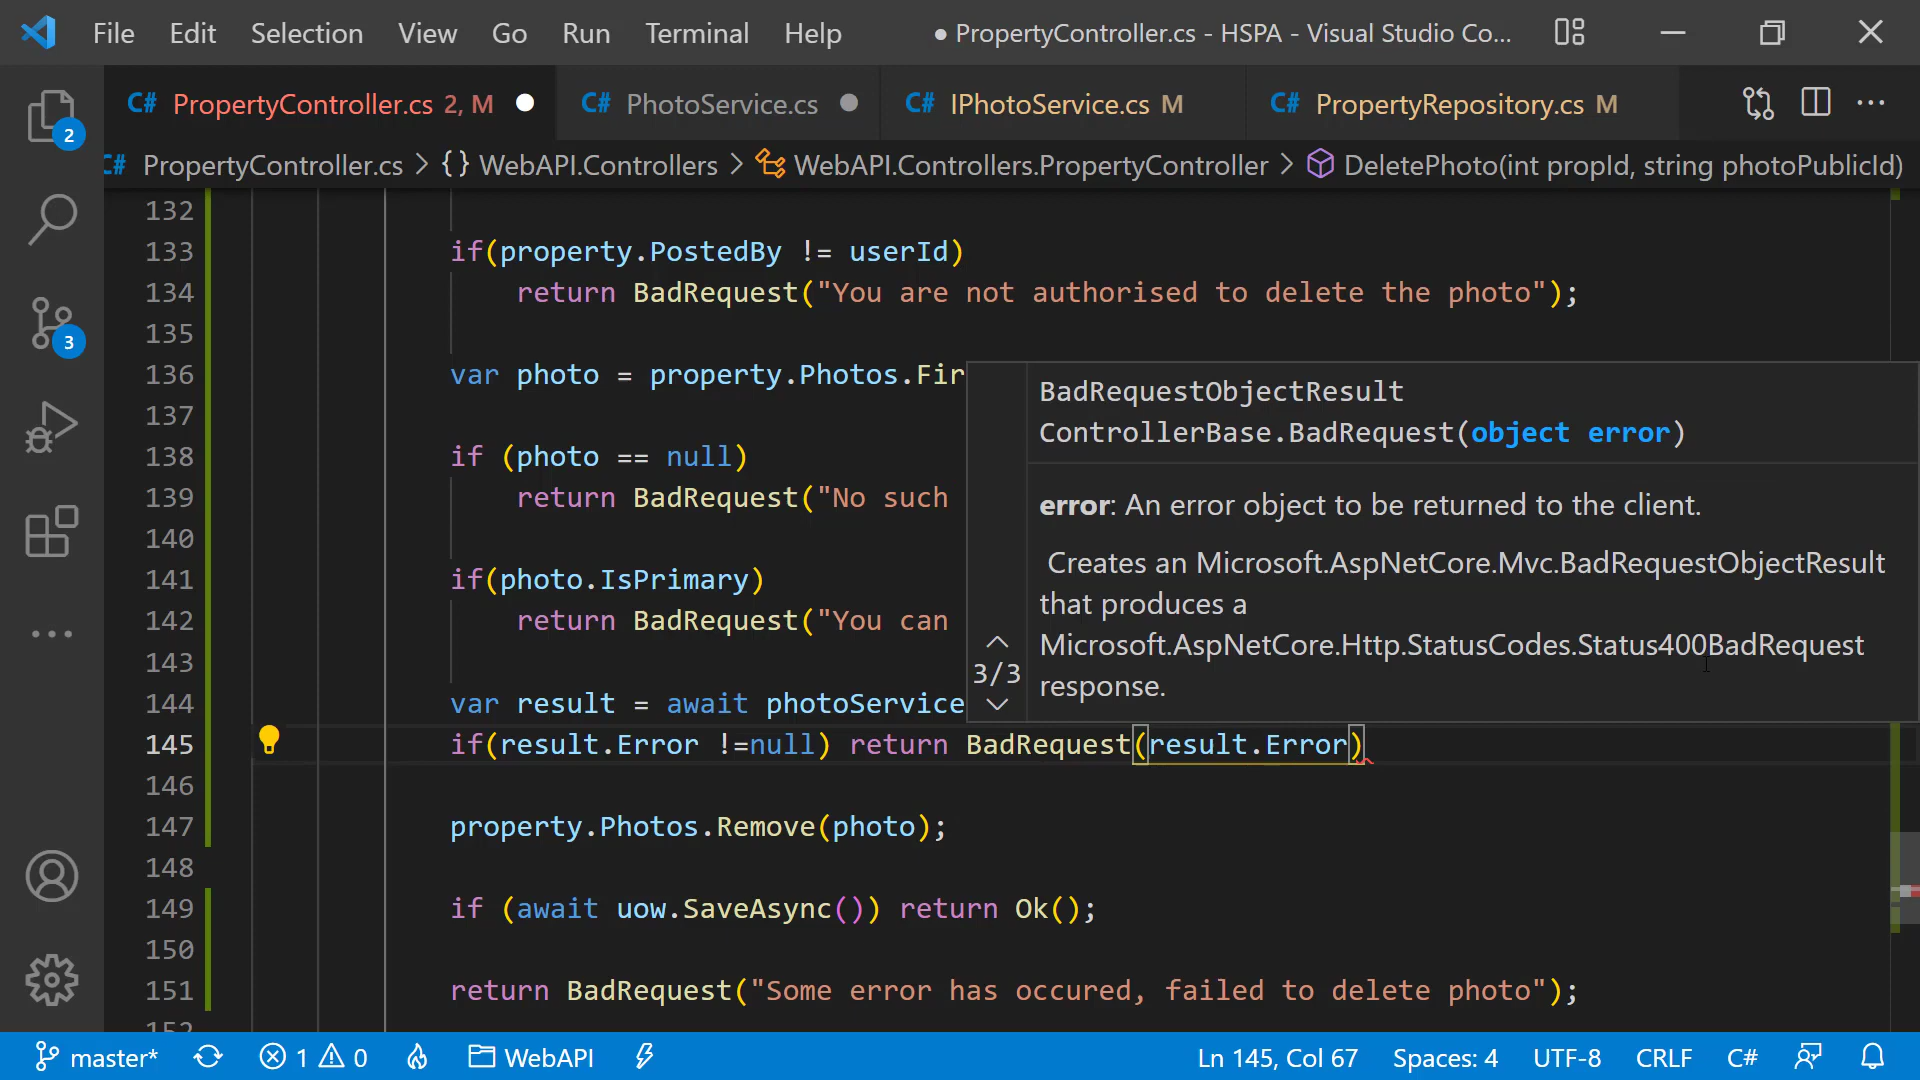 File Edit Selection View Go Run Terminal Help ● PropertyController.cs - HSPA - Visual Studio Co...
C# PropertyController.cs 2, M C# PhotoService.cs C# IPhotoService.cs M C# PropertyRepository.cs M
C# PropertyController.cs > {} WebAPI.Controllers > WebAPI.Controllers.PropertyController > DeletePhoto(int propId, string photoPublicId)
2
3
132
133 if(property.PostedBy != userId)
134 return BadRequest("You are not authorised to delete the photo");
135
136 var photo = property.Photos.Fir
137
138 if (photo == null)
139 return BadRequest("No such
140
141 if(photo.IsPrimary)
142 return BadRequest("You can
143
144 var result = await photoService
145 if(result.Error !=null) return BadRequest(result.Error)
146
147 property.Photos.Remove(photo);
148
149 if (await uow.SaveAsync()) return Ok();
150
151 return BadRequest("Some error has occured, failed to delete photo");
152
BadRequestObjectResult
ControllerBase.BadRequest(object error)
error: An error object to be returned to the client.
Creates an Microsoft.AspNetCore.Mvc.BadRequestObjectResult
that produces a
Microsoft.AspNetCore.Http.StatusCodes.Status400BadRequest
response.
3/3
master* 1 0 WebAPI Ln 145, Col 67 Spaces: 4 UTF-8 CRLF C#